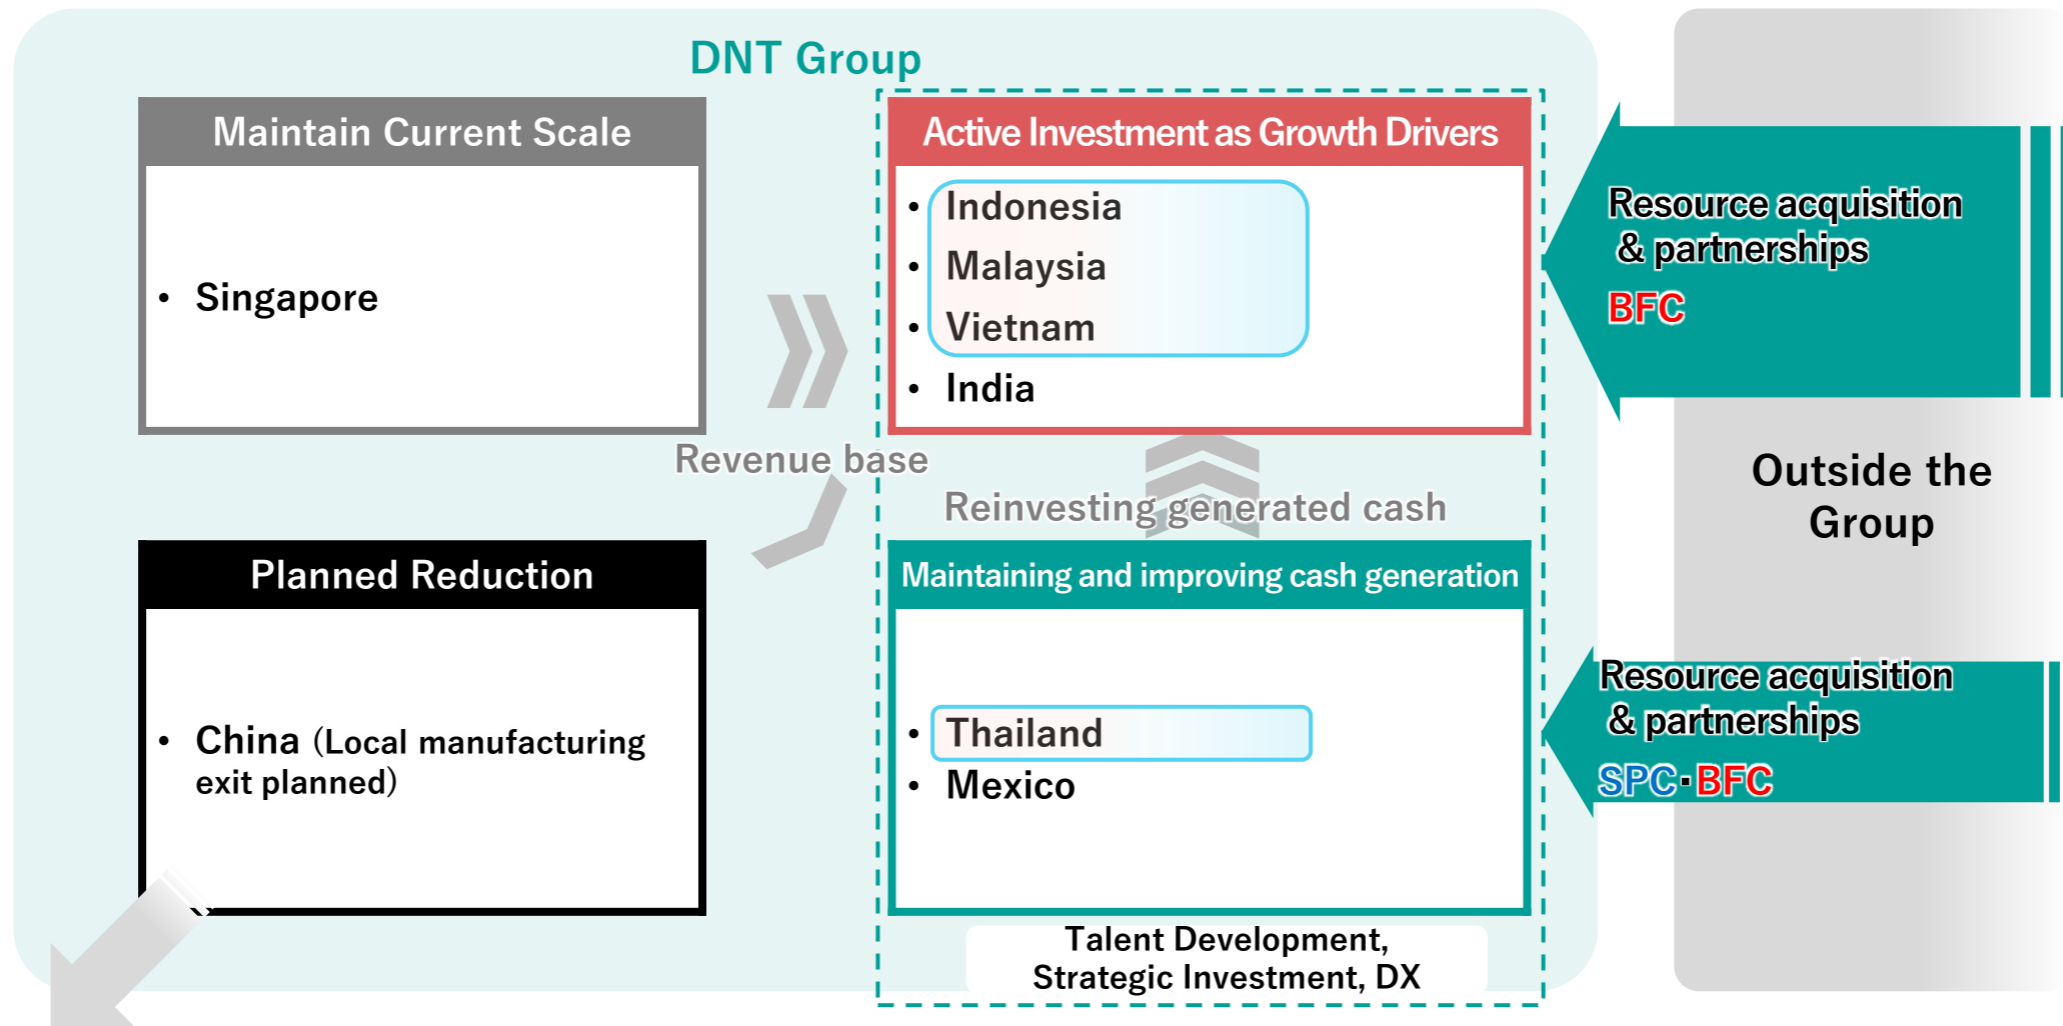 DNT Group
Maintain Current Scale
• Singapore
Active Investment as Growth Drivers
• Indonesia
• Malaysia
• Vietnam
• India
Resource acquisition
& partnerships
BFC
Revenue base
Reinvesting generated cash
Outside the
Group
Planned Reduction
• China (Local manufacturing
exit planned)
Maintaining and improving cash generation
• Thailand
• Mexico
Resource acquisition
& partnerships
SPC・BFC
Talent Development,
Strategic Investment, DX